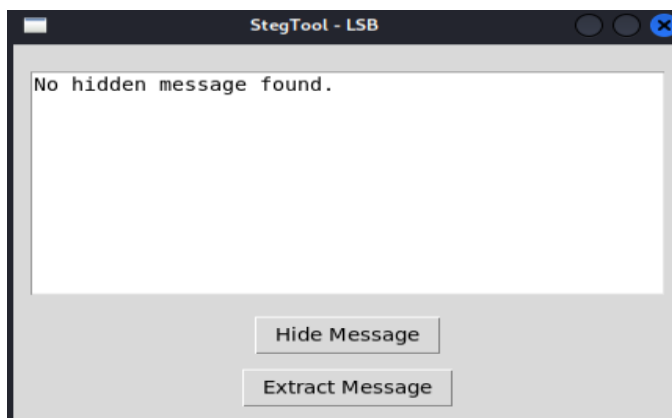 StegTool - LSB
No hidden message found.
Hide Message
Extract Message